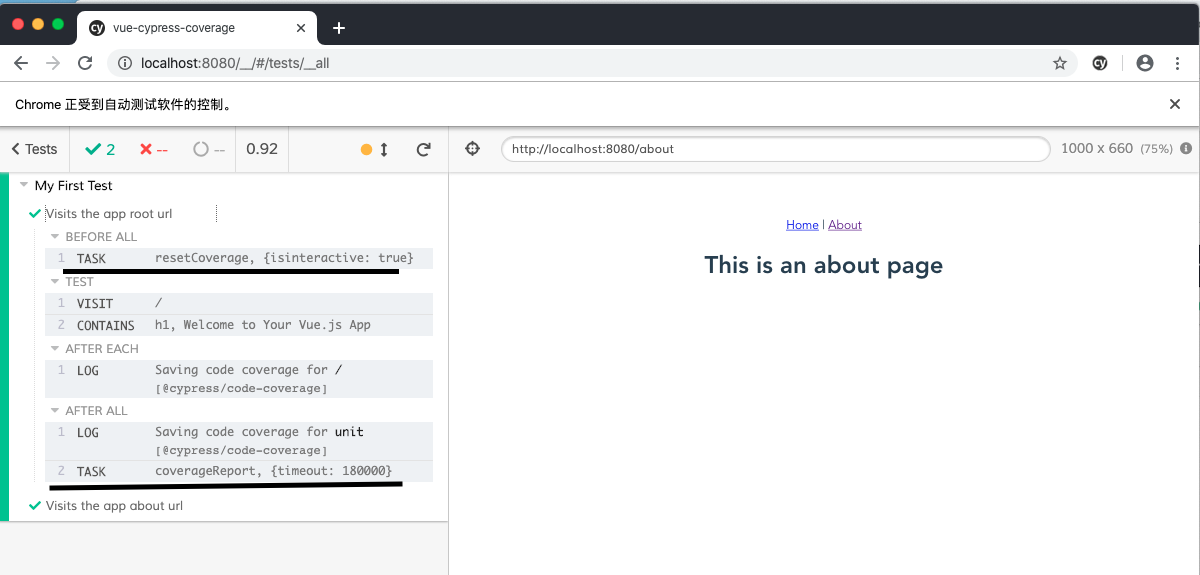 cy vue-cypress-coverage
localhost:8080/__/#/tests/__all
cy
Chrome 正受到自动测试软件的控制。
Tests 2 -- -- 0.92
http://localhost:8080/about
1000 x 660 (75%)
My First Test
Visits the app root url
BEFORE ALL
1 TASK resetCoverage, {isinteractive: true}
TEST
1 VISIT /
2 CONTAINS h1, Welcome to Your Vue.js App
AFTER EACH
1 LOG Saving code coverage for /
[@cypress/code-coverage]
AFTER ALL
1 LOG Saving code coverage for unit
[@cypress/code-coverage]
2 TASK coverageReport, {timeout: 180000}
Visits the app about url
Home | About
This is an about page